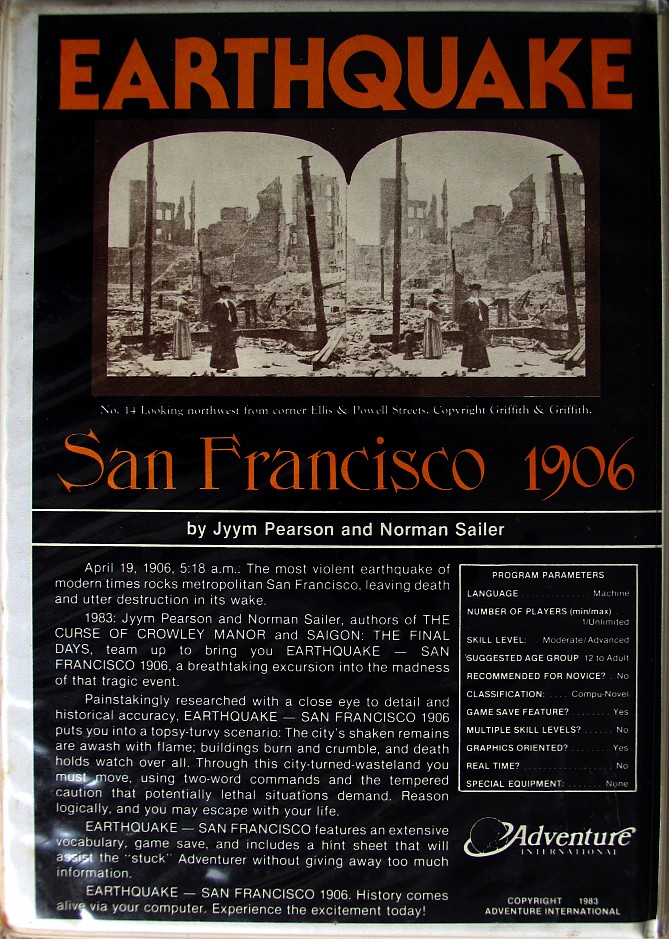 EARTHQUAKE
No. 14 Looking northwest from corner Ellis & Powell Streets. Copyright Griffith & Griffith.
San Francisco 1906
by Jyym Pearson and Norman Sailer
April 19, 1906, 5:18 a.m.. The most violent earthquake of
modern times rocks metropolitan San Francisco, leaving death
and utter destruction in its wake.
1983: Jyym Pearson and Norman Sailer, authors of THE
CURSE OF CROWLEY MANOR and SAIGON: THE FINAL
DAYS, team up to bring you EARTHQUAKE — SAN
FRANCISCO 1906, a breathtaking excursion into the madness
of that tragic event.
Painstakingly researched with a close eye to detail and
historical accuracy, EARTHQUAKE — SAN FRANCISCO 1906
puts you into a topsy-turvy scenario: The city's shaken remains
are awash with flame; buildings burn and crumble, and death
holds watch over all. Through this city-turned-wasteland you
must move, using two-word commands and the tempered
caution that potentially lethal situations demand. Reason
logically, and you may escape with your life.
EARTHQUAKE — SAN FRANCISCO features an extensive
vocabulary, game save, and includes a hint sheet that will
assist the "stuck" Adventurer without giving away too much
information.
EARTHQUAKE — SAN FRANCISCO 1906. History comes
alive via your computer. Experience the excitement today!
PROGRAM PARAMETERS
LANGUAGE ............. Machine
NUMBER OF PLAYERS (min/max) .
1/Unlimited
SKILL LEVEL: .. Moderate/Advanced
SUGGESTED AGE GROUP 12 to Adult
RECOMMENDED FOR NOVICE? . No
CLASSIFICATION: .... Compu-Novel
GAME SAVE FEATURE? ........ Yes
MULTIPLE SKILL LEVELS? ...... No
GRAPHICS ORIENTED? ........ Yes
REAL TIME? ................ No
SPECIAL EQUIPMENT: ....... None
Adventure
INTERNATIONAL
COPYRIGHT 1983
ADVENTURE INTERNATIONAL